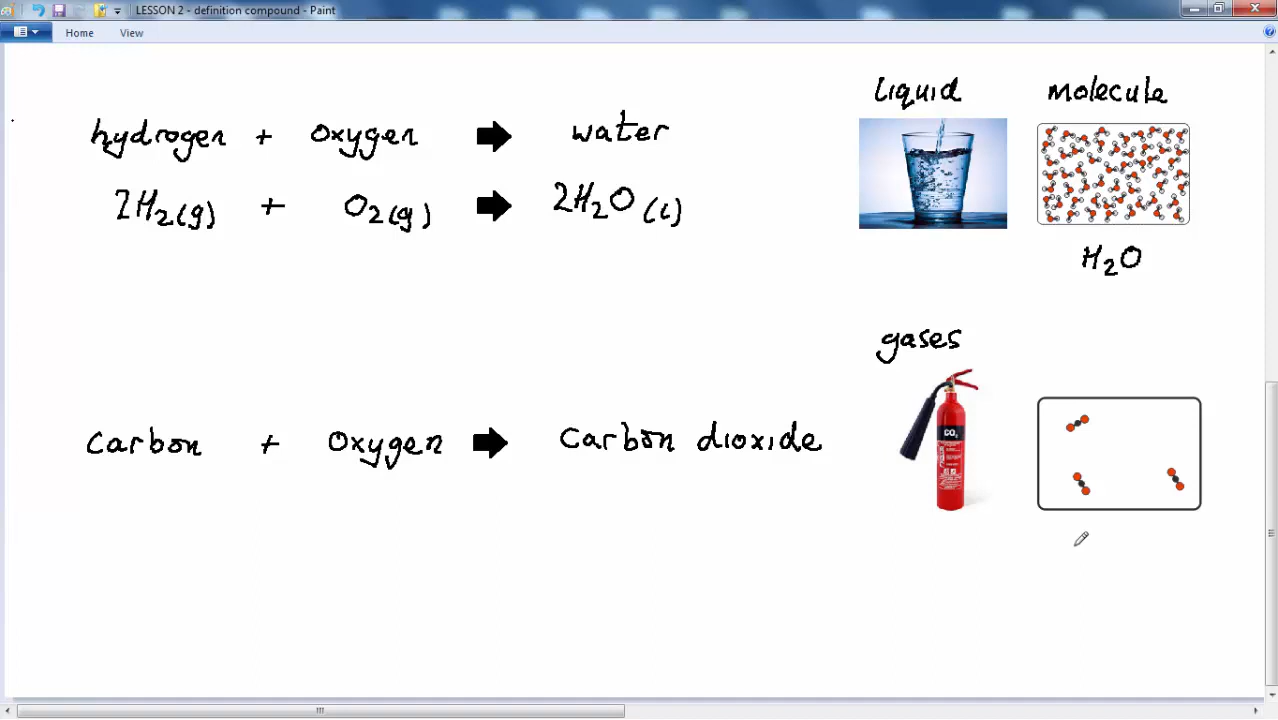 LESSON 2 - definition compound - Paint
Home View
liquid molecule
hydrogen + oxygen → water
2H₂(g) + O₂(g) → 2H₂O (l)
H₂O
gases
Carbon + Oxygen → Carbon dioxide
CO₂